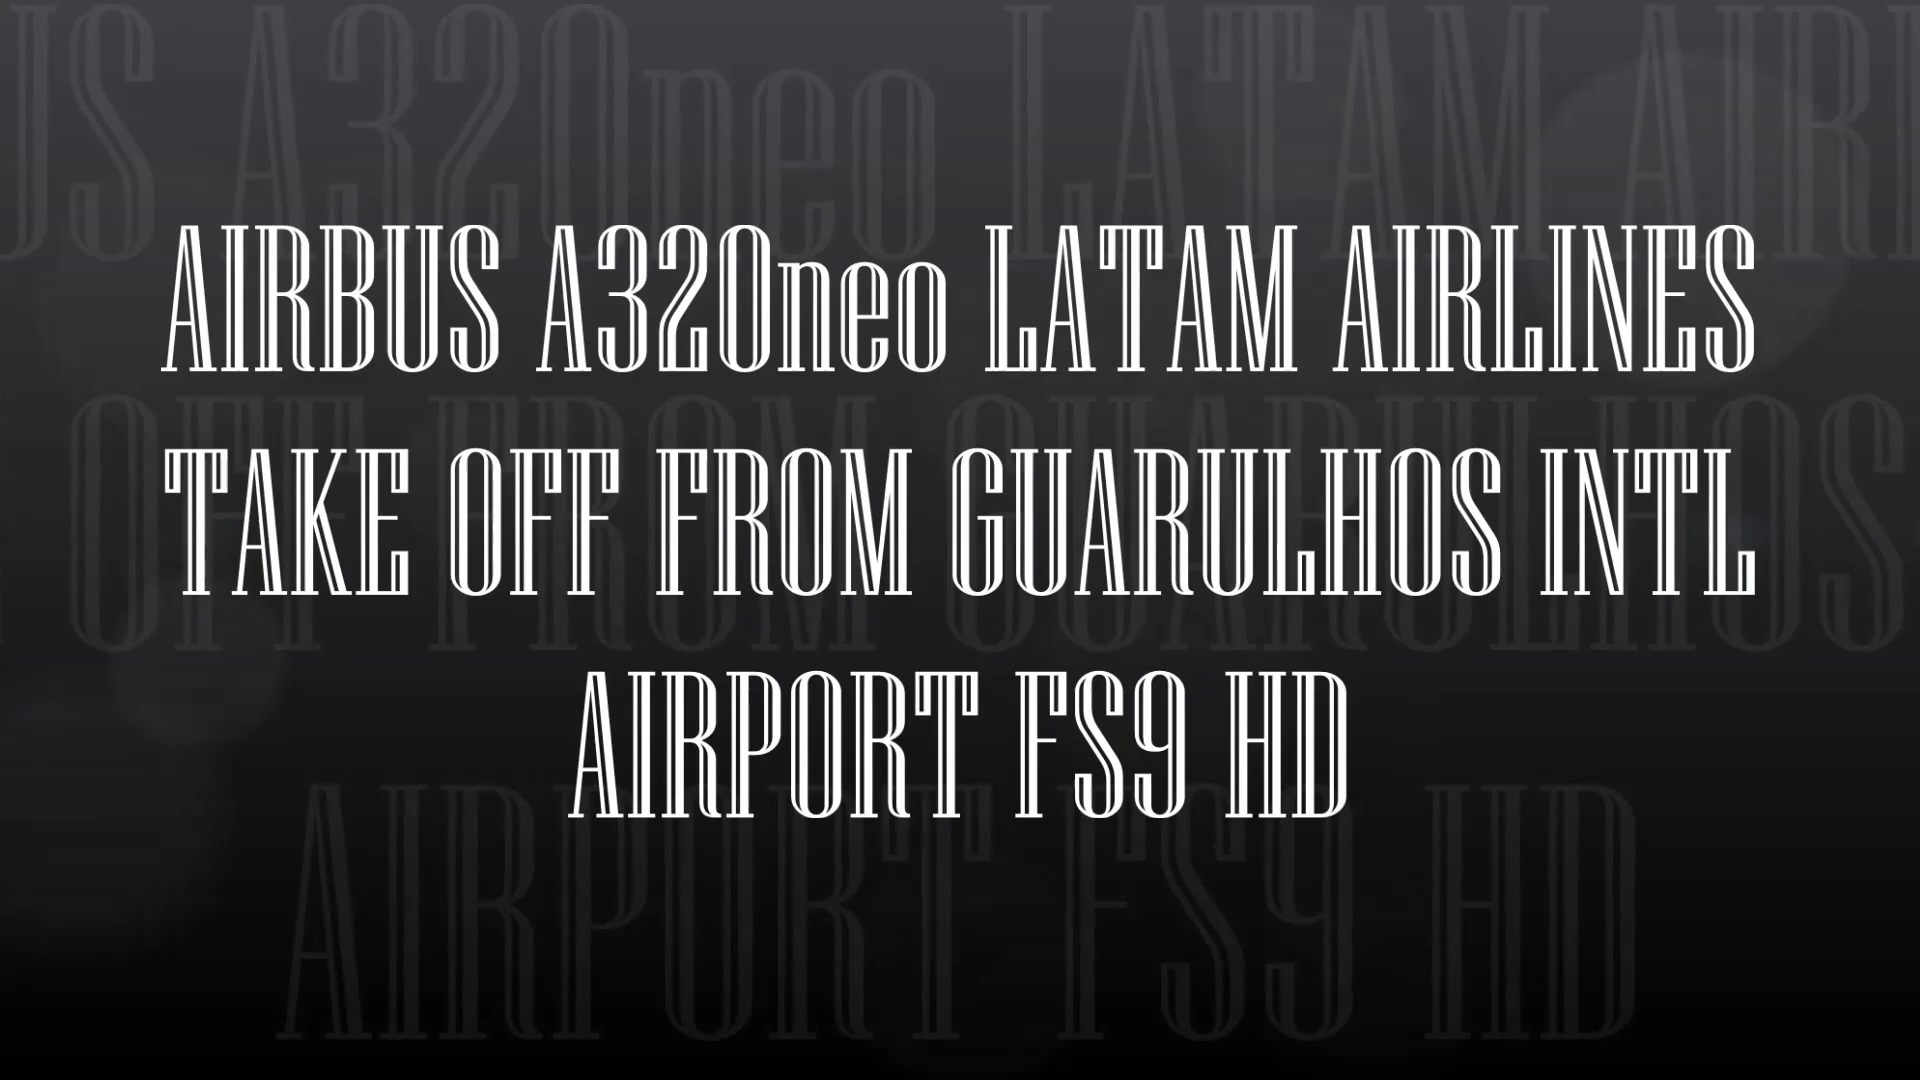 AIRBUS A320neo LATAM AIRLINES
TAKE OFF FROM GUARULHOS INTL
AIRPORT FS9 HD